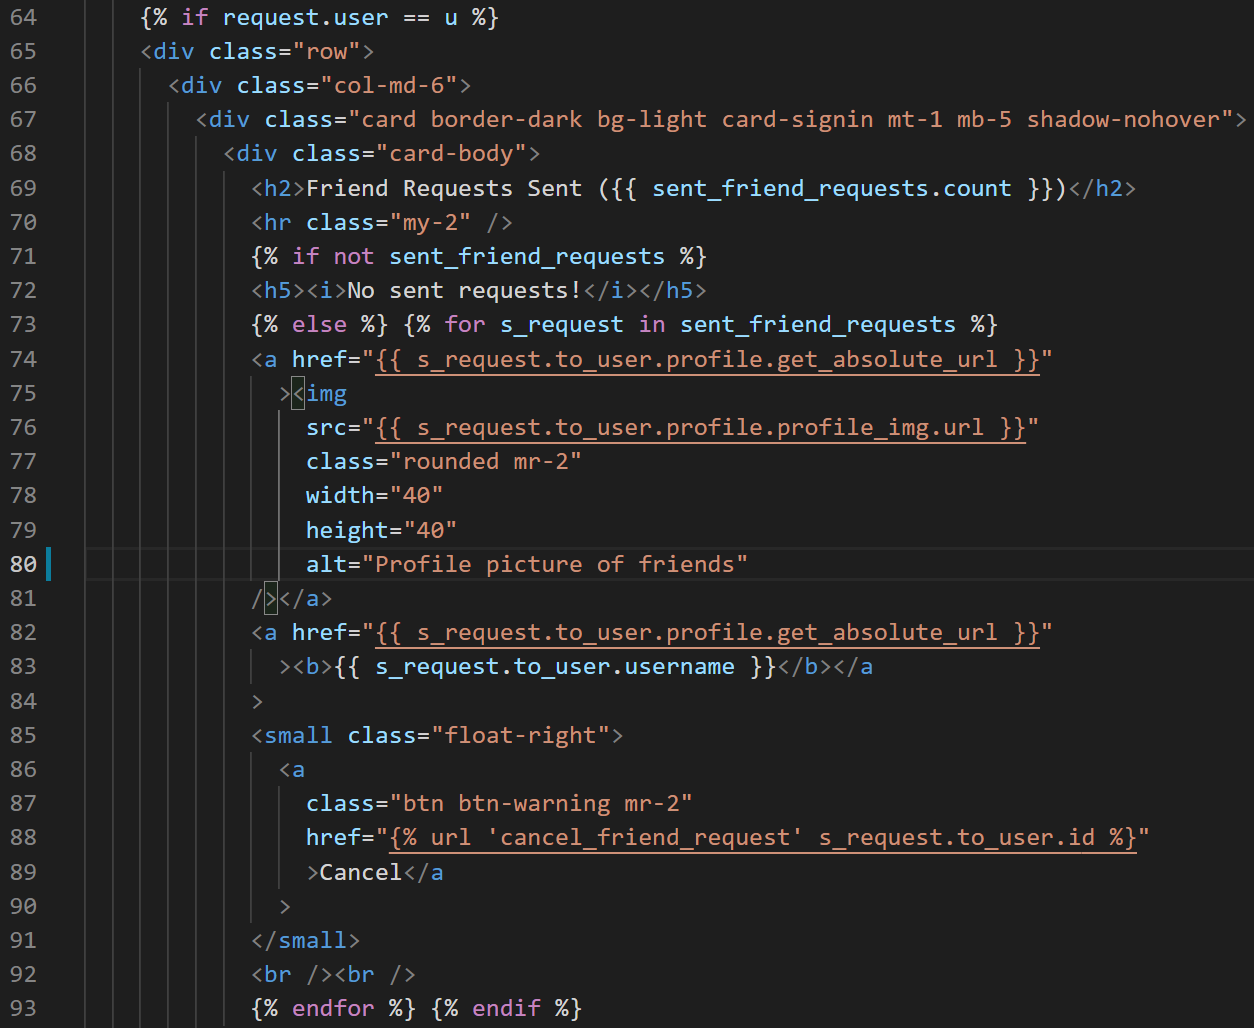 64 {% if request.user == u %}
65 <div class="row">
66 <div class="col-md-6">
67 <div class="card border-dark bg-light card-signin mt-1 mb-5 shadow-nohover">
68 <div class="card-body">
69 <h2>Friend Requests Sent ({{ sent_friend_requests.count }})</h2>
70 <hr class="my-2" />
71 {% if not sent_friend_requests %}
72 <h5><i>No sent requests!</i></h5>
73 {% else %} {% for s_request in sent_friend_requests %}
74 <a href="{{ s_request.to_user.profile.get_absolute_url }}"
75 ><img
76 src="{{ s_request.to_user.profile.profile_img.url }}"
77 class="rounded mr-2"
78 width="40"
79 height="40"
80 alt="Profile picture of friends"
81 /></a>
82 <a href="{{ s_request.to_user.profile.get_absolute_url }}"
83 ><b>{{ s_request.to_user.username }}</b></a
84 >
85 <small class="float-right">
86 <a
87 class="btn btn-warning mr-2"
88 href="{% url 'cancel_friend_request' s_request.to_user.id %}"
89 >Cancel</a
90 >
91 </small>
92 <br /><br />
93 {% endfor %} {% endif %}